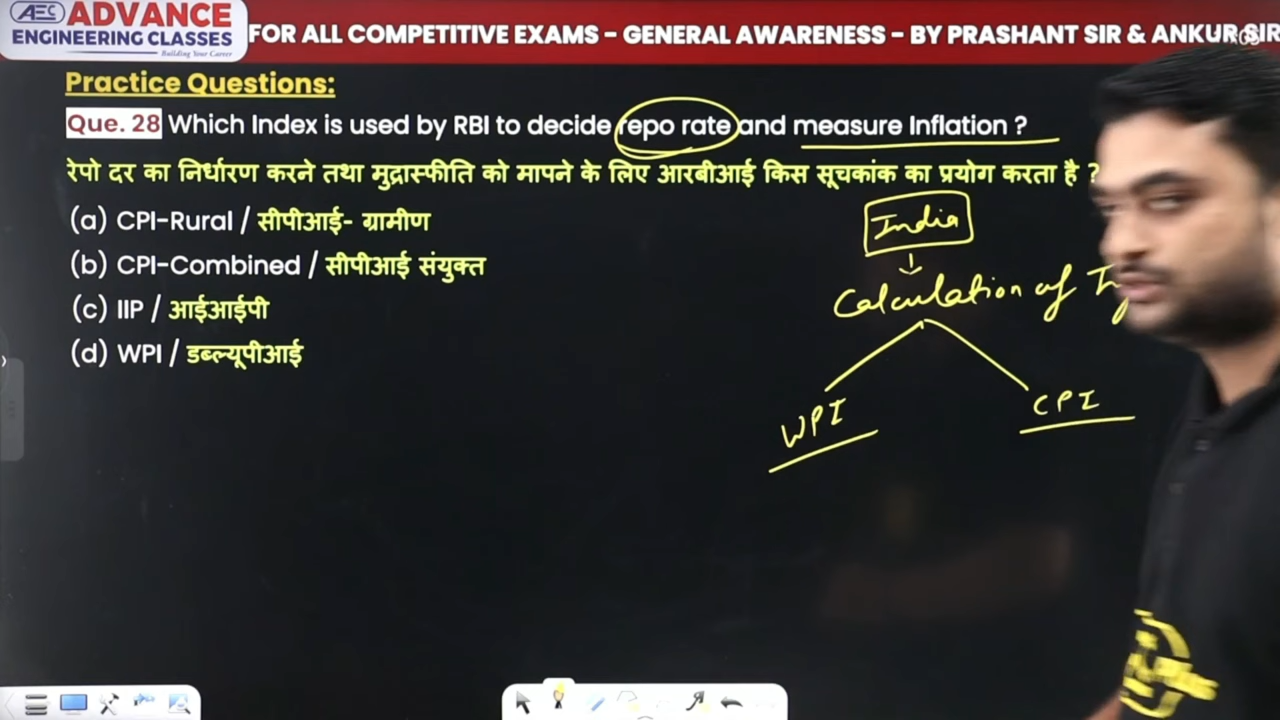 AEC ADVANCE
ENGINEERING CLASSES
Building Your Career
FOR ALL COMPETITIVE EXAMS - GENERAL AWARENESS - BY PRASHANT SIR & ANKUR SIR
Practice Questions:
Que. 28 Which Index is used by RBI to decide repo rate and measure Inflation ?
रेपो दर का निर्धारण करने तथा मुद्रास्फीति को मापने के लिए आरबीआई किस सूचकांक का प्रयोग करता है ?
(a) CPI-Rural / सीपीआई- ग्रामीण
(b) CPI-Combined / सीपीआई संयुक्त
(c) IIP / आईआईपी
(d) WPI / डब्ल्यूपीआई
India
Calculation of
WPI
CPI